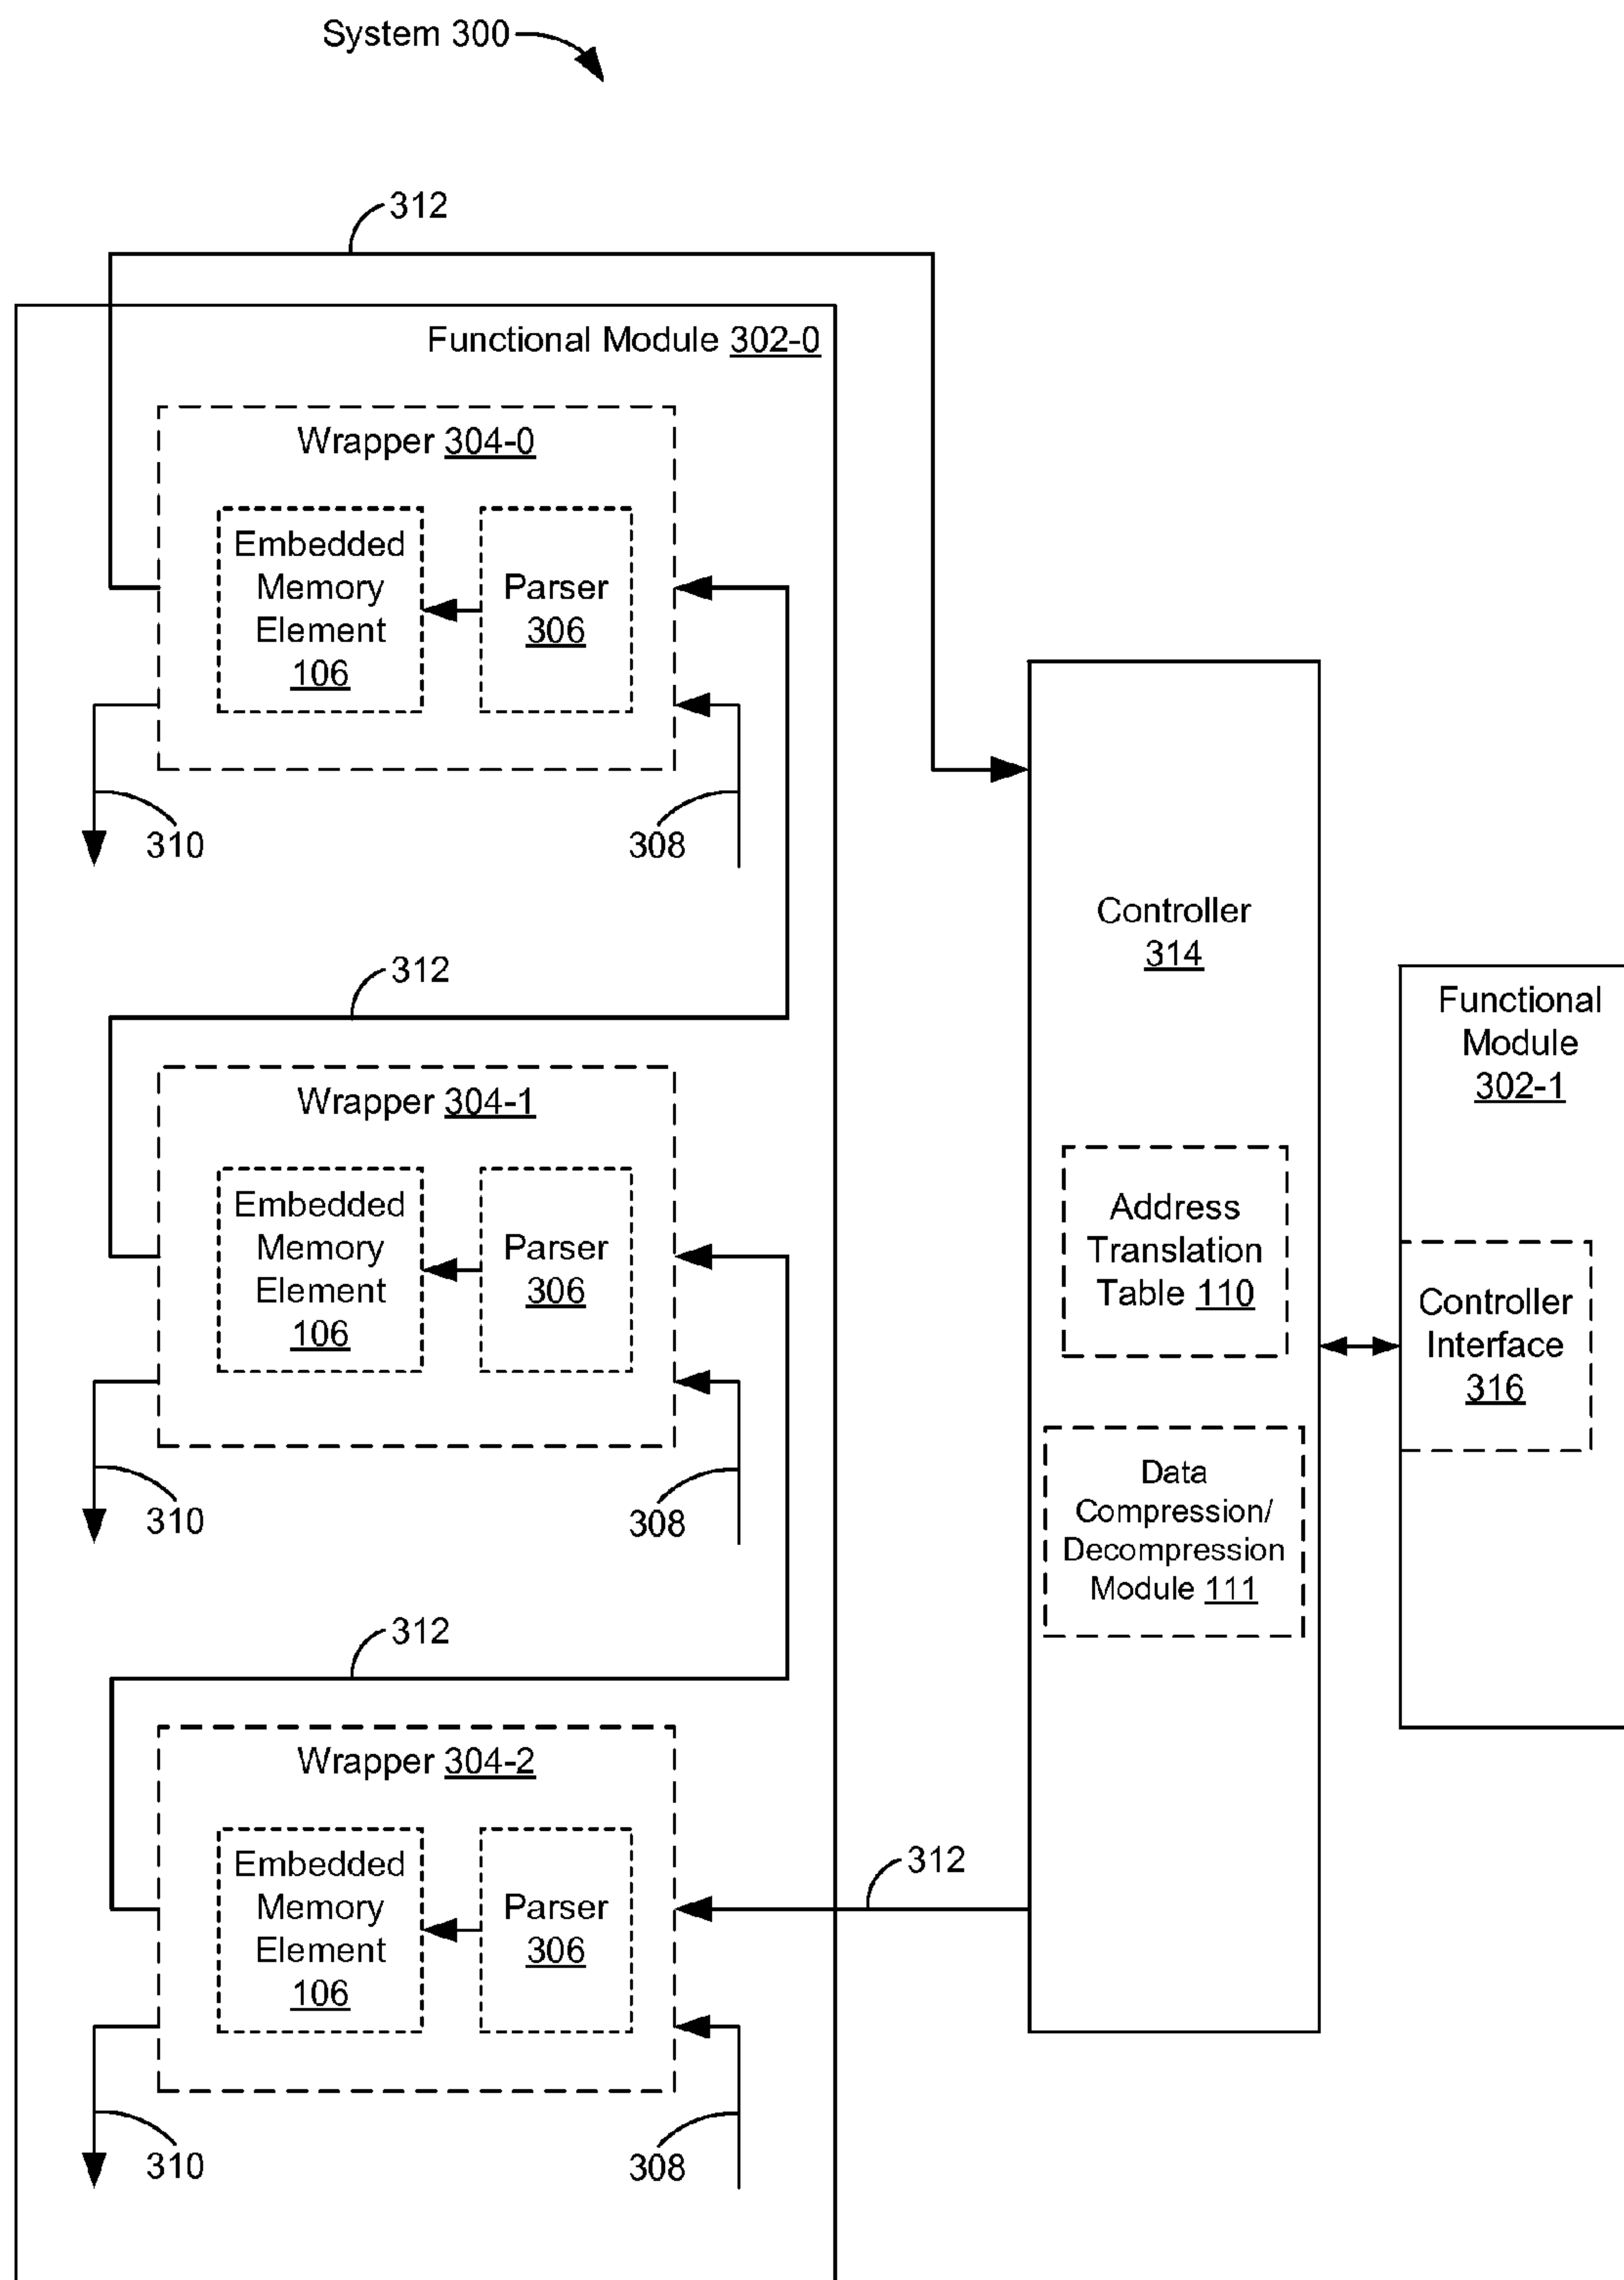 System 300
312
Functional Module 302-0
Wrapper 304-0
Embedded
Memory
Element
106
Parser
306
310
308
312
Wrapper 304-1
Embedded
Memory
Element
106
Parser
306
310
308
312
Wrapper 304-2
Embedded
Memory
Element
106
Parser
306
310
308
312
Controller
314
Address
Translation
Table 110
Data
Compression/
Decompression
Module 111
Functional
Module
302-1
Controller
Interface
316